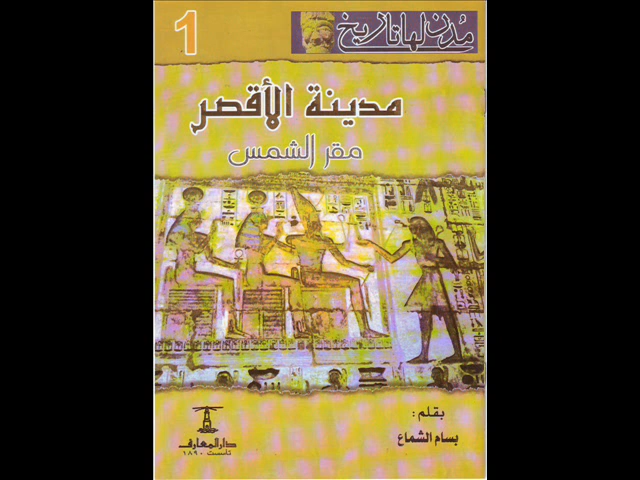 مدن لها تاريخ
1
مدينة الأقصر
مقر الشمس
بقلم :
بسام الشماع
دار المعارف
تأسست ١٨٩٠